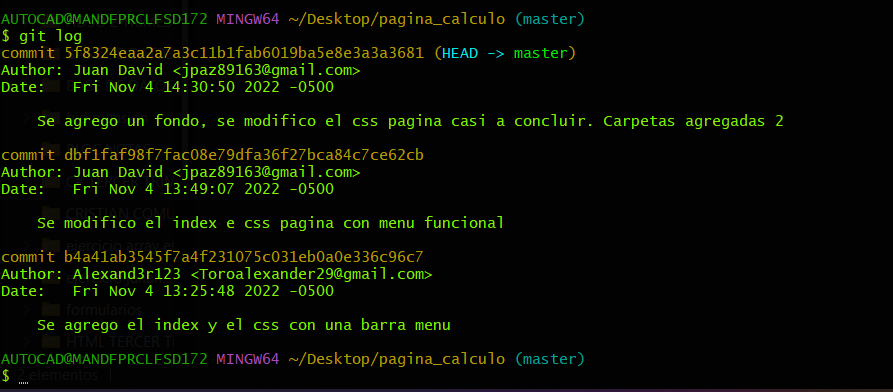 AUTOCAD@MANDFPRCLFSD172 MINGW64 ~/Desktop/pagina_calculo (master)
$ git log
commit 5f8324eaa2a7a3c11b1fab6019ba5e8e3a3a3681 (HEAD -> master)
Author: Juan David <jpaz89163@gmail.com>
Date:   Fri Nov 4 14:30:50 2022 -0500
Se agrego un fondo, se modifico el css pagina casi a concluir. Carpetas agregadas 2
commit dbf1faf98f7fac08e79dfa36f27bca84c7ce62cb
Author: Juan David <jpaz89163@gmail.com>
Date:   Fri Nov 4 13:49:07 2022 -0500
Se modifico el index e css pagina con menu funcional
commit b4a41ab3545f7a4f231075c031eb0a0e336c96c7
Author: Alexand3r123 <Toroalexander29@gmail.com>
Date:   Fri Nov 4 13:25:48 2022 -0500
formularios
Se agrego el index y el css con una barra menu
HTML TERCER T
AUTOCAD@MANDFPRCLFSD172 MINGW64 ~/Desktop/pagina_calculo (master)
$
2 elementos